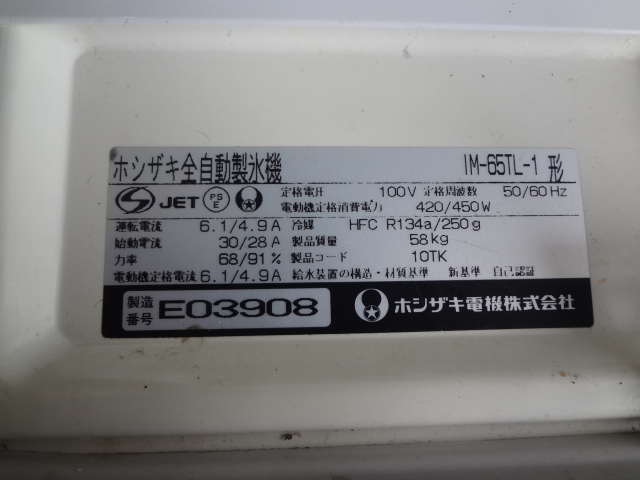 ホシザキ全自動製氷機 IM-65TL-1 形
JET PS E 定格電圧 100V 定格周波数 50/60Hz
電動機定格消費電力 420/450W
運転電流 6.1/4.9A 冷媒 HFC R134a/250g
始動電流 30/28A 製品質量 58kg
力率 68/91% 製品コード 10TK
電動機定格電流 6.1/4.9A 給水装置の構造・材質基準 新基準 自己認証
製造番号 E03908 ホシザキ電機株式会社